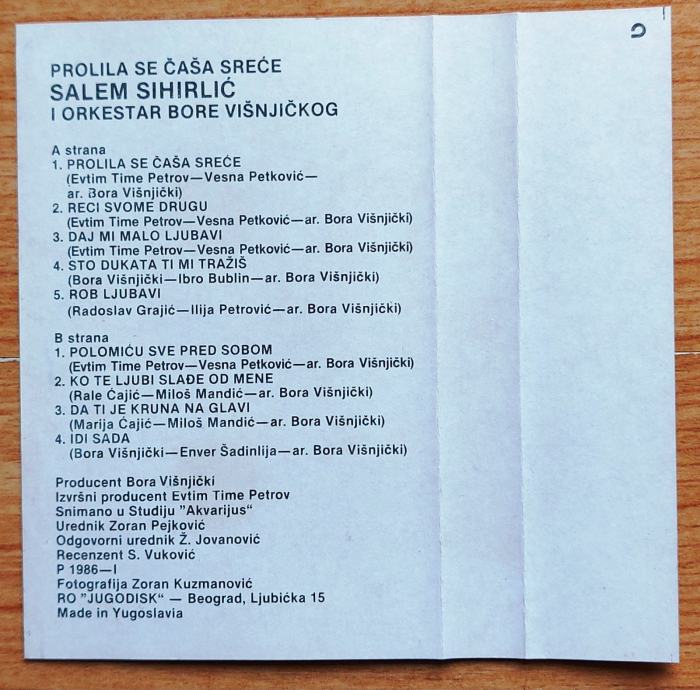 PROLILA SE ČAŠA SREĆE
SALEM SIHIRLIĆ
I ORKESTAR BORE VIŠNJIČKOG
A strana
1. PROLILA SE ČAŠA SREĆE
(Evtim Time Petrov—Vesna Petković—
ar. Bora Višnjički)
2. RECI SVOME DRUGU
(Evtim Time Petrov—Vesna Petković—ar. Bora Višnjički)
3. DAJ MI MALO LJUBAVI
(Evtim Time Petrov—Vesna Petković—ar. Bora Višnjički)
4. STO DUKATA TI MI TRAŽIŠ
(Bora Višnjički—Ibro Bublin—ar. Bora Višnjički)
5. ROB LJUBAVI
(Radoslav Grajić—Ilija Petrović—ar. Bora Višnjički)
B strana
1. POLOMIĆU SVE PRED SOBOM
(Evtim Time Petrov—Vesna Petković—ar. Bora Višnjički)
2. KO TE LJUBI SLAĐE OD MENE
(Rale Ćajić—Miloš Mandić—ar. Bora Višnjički)
3. DA TI JE KRUNA NA GLAVI
(Marija Ćajić—Miloš Mandić—ar. Bora Višnjički)
4. IDI SADA
(Bora Višnjički—Enver Šadinlija—ar. Bora Višnjički)
Producent Bora Višnjički
Izvršni producent Evtim Time Petrov
Snimano u Studiju "Akvarijus"
Urednik Zoran Pejković
Odgovorni urednik Ž. Jovanović
Recenzent S. Vuković
P 1986—I
Fotografija Zoran Kuzmanović
RO "JUGODISK" — Beograd, Ljubićka 15
Made in Yugoslavia